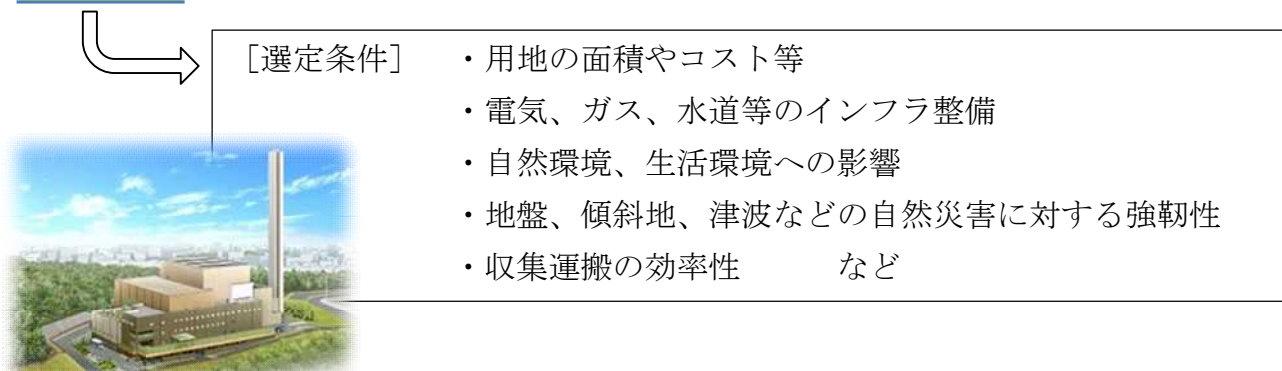 ［選定条件］　・用地の面積やコスト等
・電気、ガス、水道等のインフラ整備
・自然環境、生活環境への影響
・地盤、傾斜地、津波などの自然災害に対する強靭性
・収集運搬の効率性　　　など